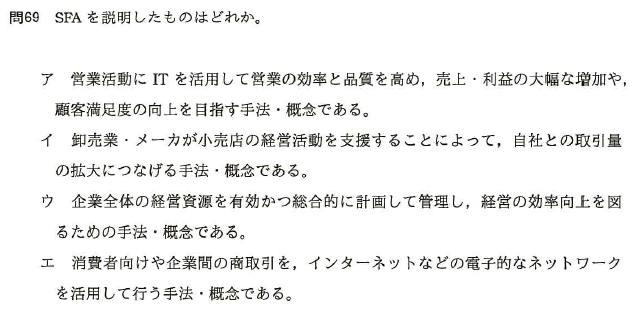 問69 SFA を説明したものはどれか。
ア 営業活動に IT を活用して営業の効率と品質を高め，売上・利益の大幅な増加や，
顧客満足度の向上を目指す手法・概念である。
イ 卸売業・メーカが小売店の経営活動を支援することによって，自社との取引量
の拡大につなげる手法・概念である。
ウ 企業全体の経営資源を有効かつ総合的に計画して管理し，経営の効率向上を図
るための手法・概念である。
エ 消費者向けや企業間の商取引を，インターネットなどの電子的なネットワーク
を活用して行う手法・概念である。